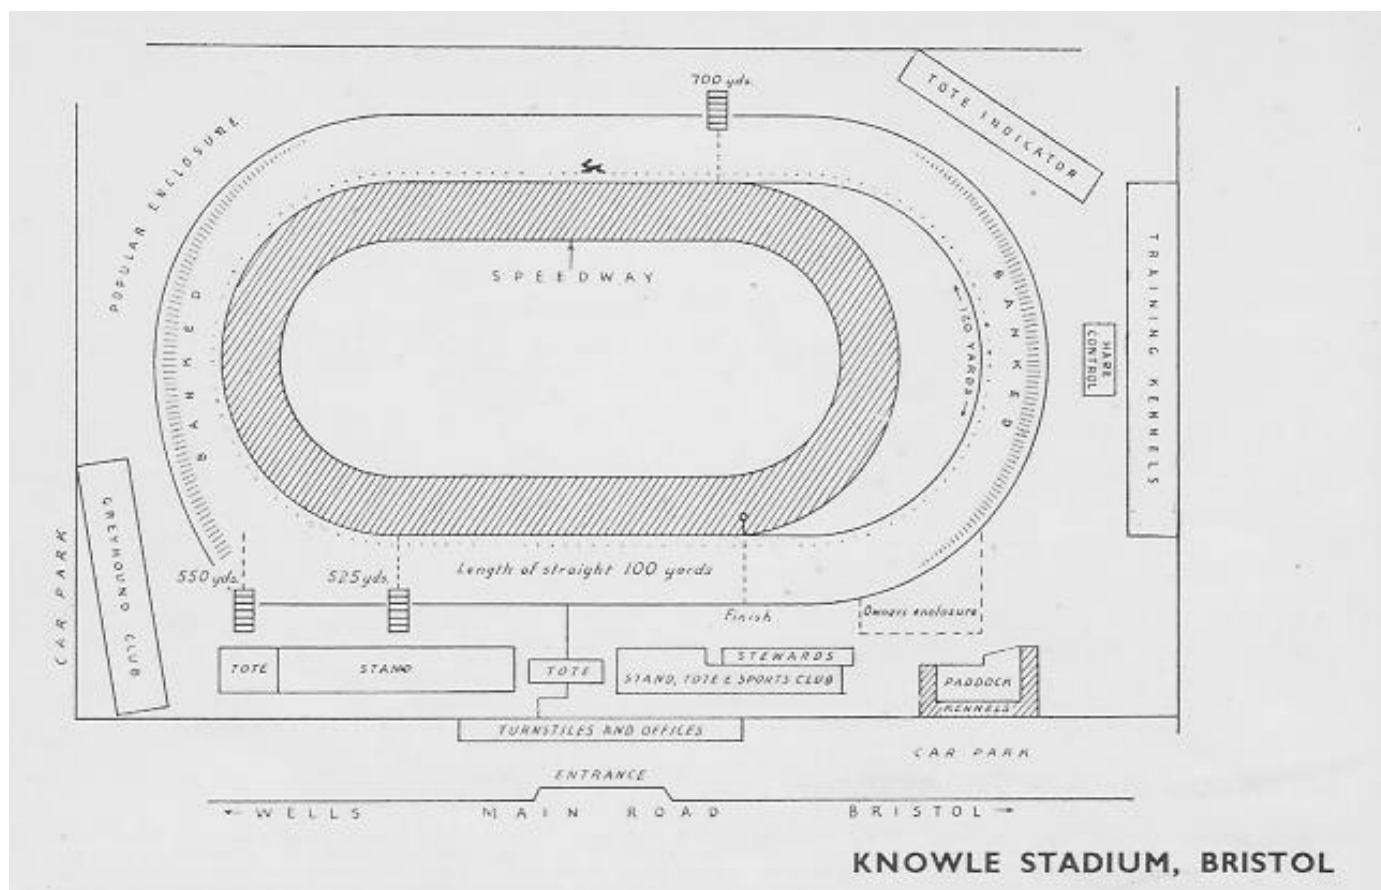 700 yds.
TOTE INDICATOR
POPULAR ENCLOSURE
SPEEDWAY
BANKED
BANKED
120 YARDS
HARE
CONTROL
TRAINING KENNELS
GREYHOUND CLUB
CAR PARK
550 yds.
525 yds.
Length of straight 100 yards
Finish
Owners enclosure
TOTE
STAND
TOTE
STEWARDS
STAND, TOTE & SPORTS CLUB
PADDOCK
KENNELS
TURNSTILES AND OFFICES
CAR PARK
ENTRANCE
← WELLS MAIN ROAD BRISTOL →
KNOWLE STADIUM, BRISTOL